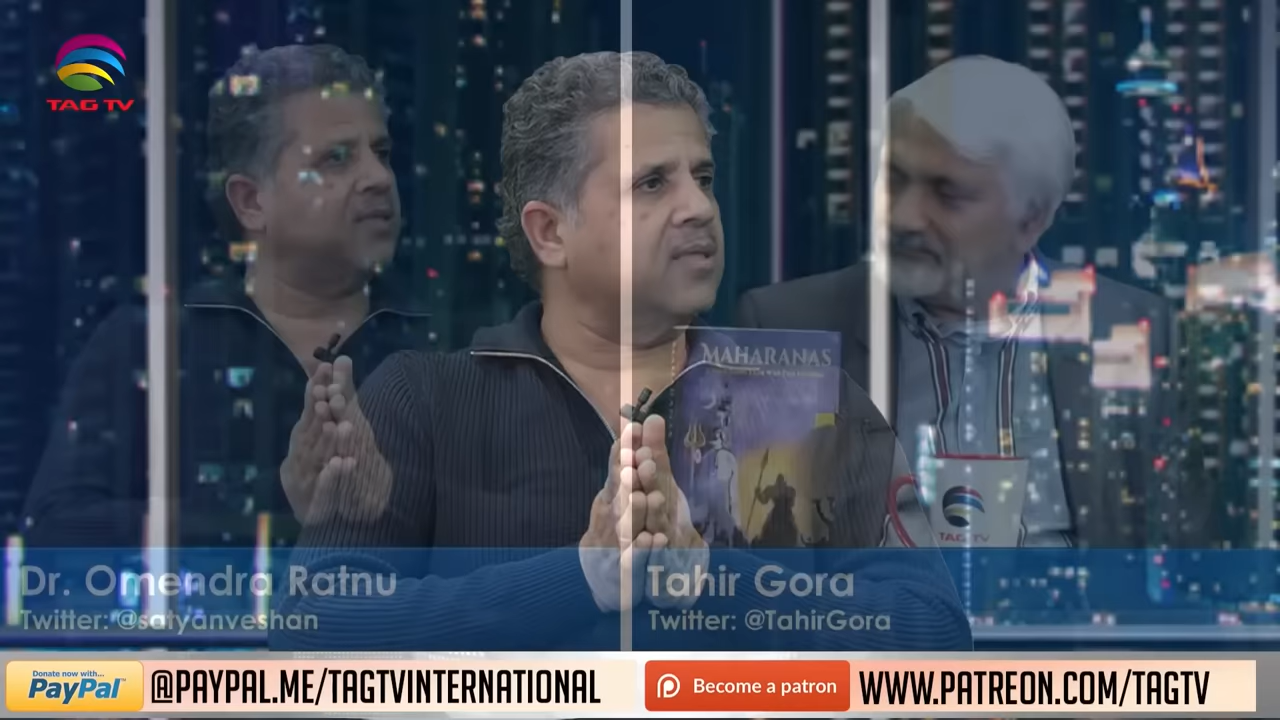 TAG TV
MAHARANAS
TAG TV
Dr. Omendra Ratnu
Twitter: @satyanveshan
Tahir Gora
Twitter: @TahirGora
Donate now with...
PayPal™
@PAYPAL.ME/TAGTVINTERNATIONAL
Become a patron
WWW.PATREON.COM/TAGTV